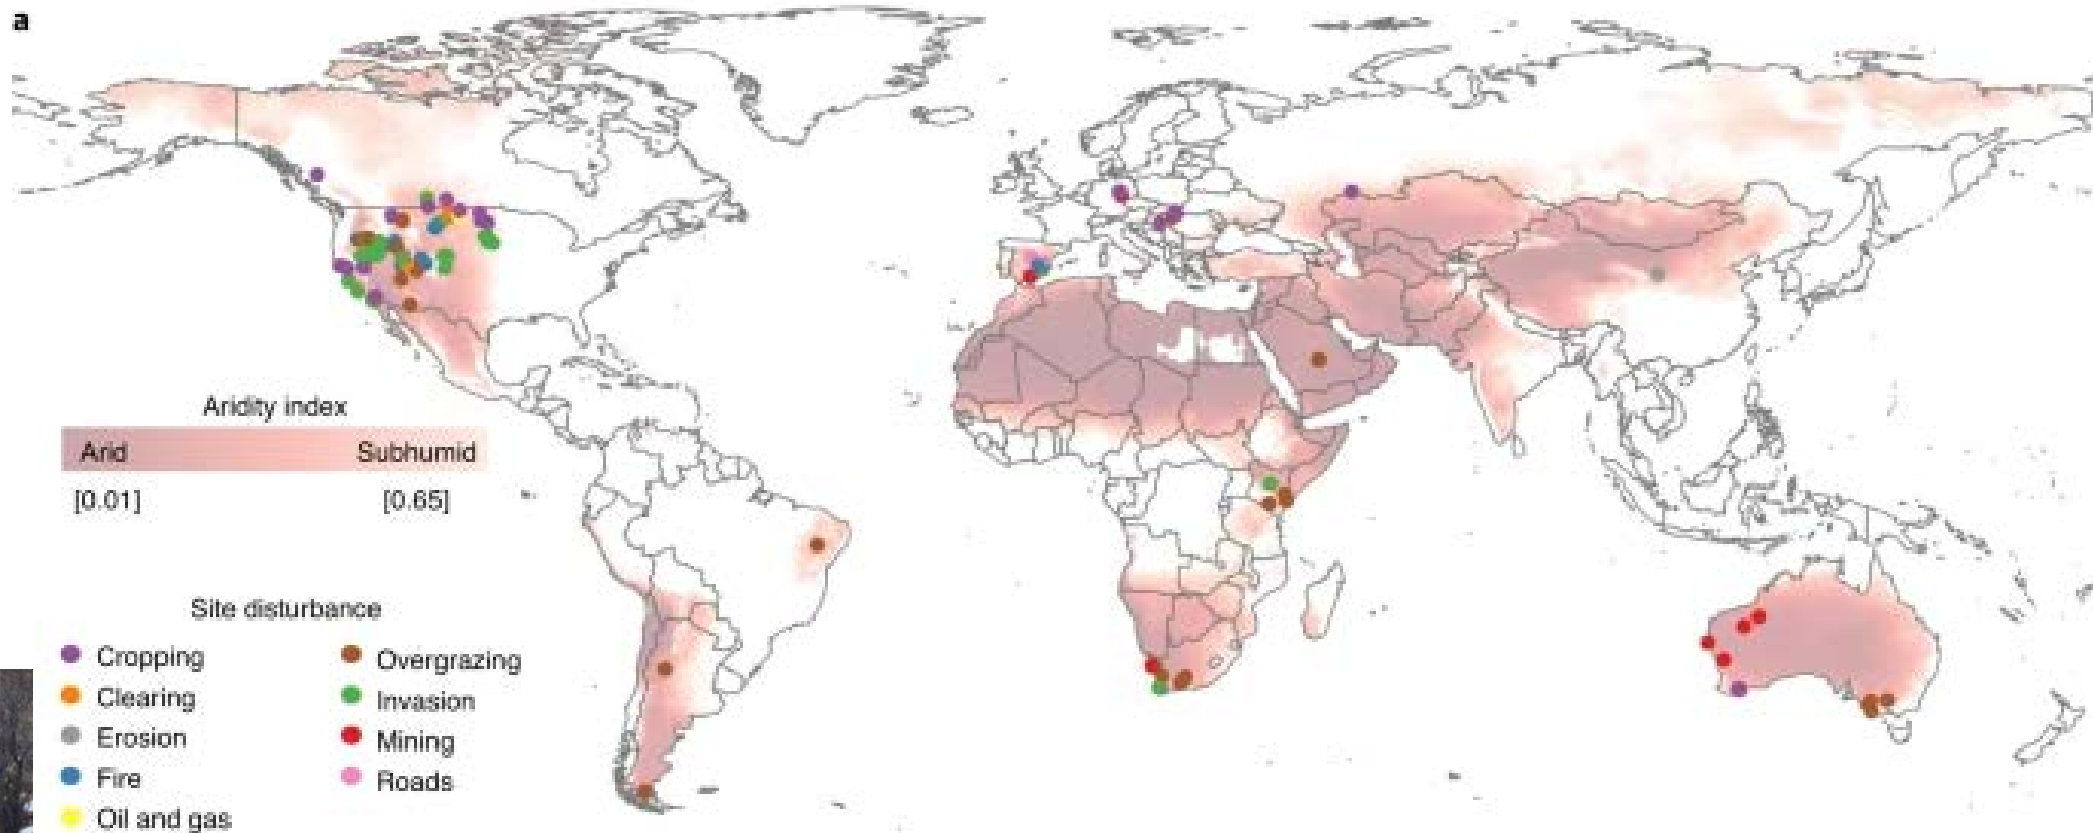 a
Aridity index
Arid Subhumid
[0.01] [0.65]
Site disturbance
Cropping Overgrazing
Clearing Invasion
Erosion Mining
Fire Roads
Oil and gas